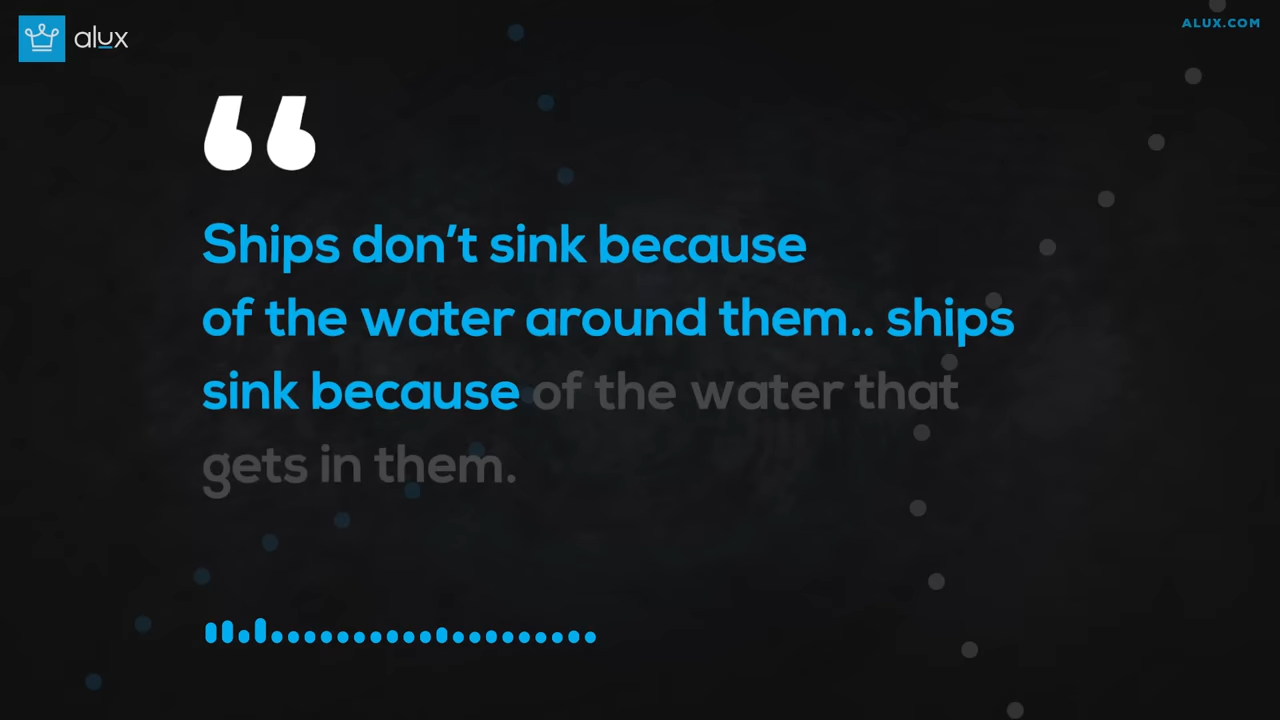 alux
ALUX.COM
“
Ships don’t sink because
of the water around them.. ships
sink because of the water that
gets in them.